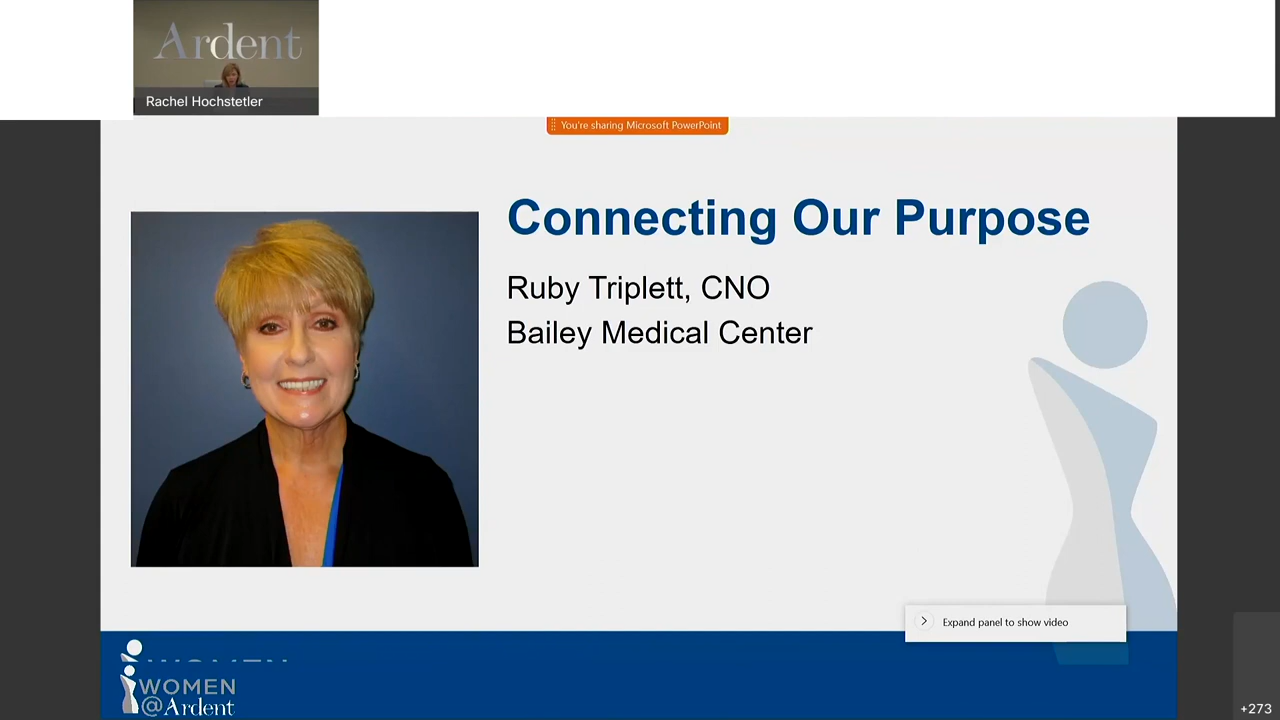 Ardent
Rachel Hochstetler
You're sharing Microsoft PowerPoint
Connecting Our Purpose
Ruby Triplett, CNO
Bailey Medical Center
Expand panel to show video
WOMEN
WOMEN
@Ardent
+273